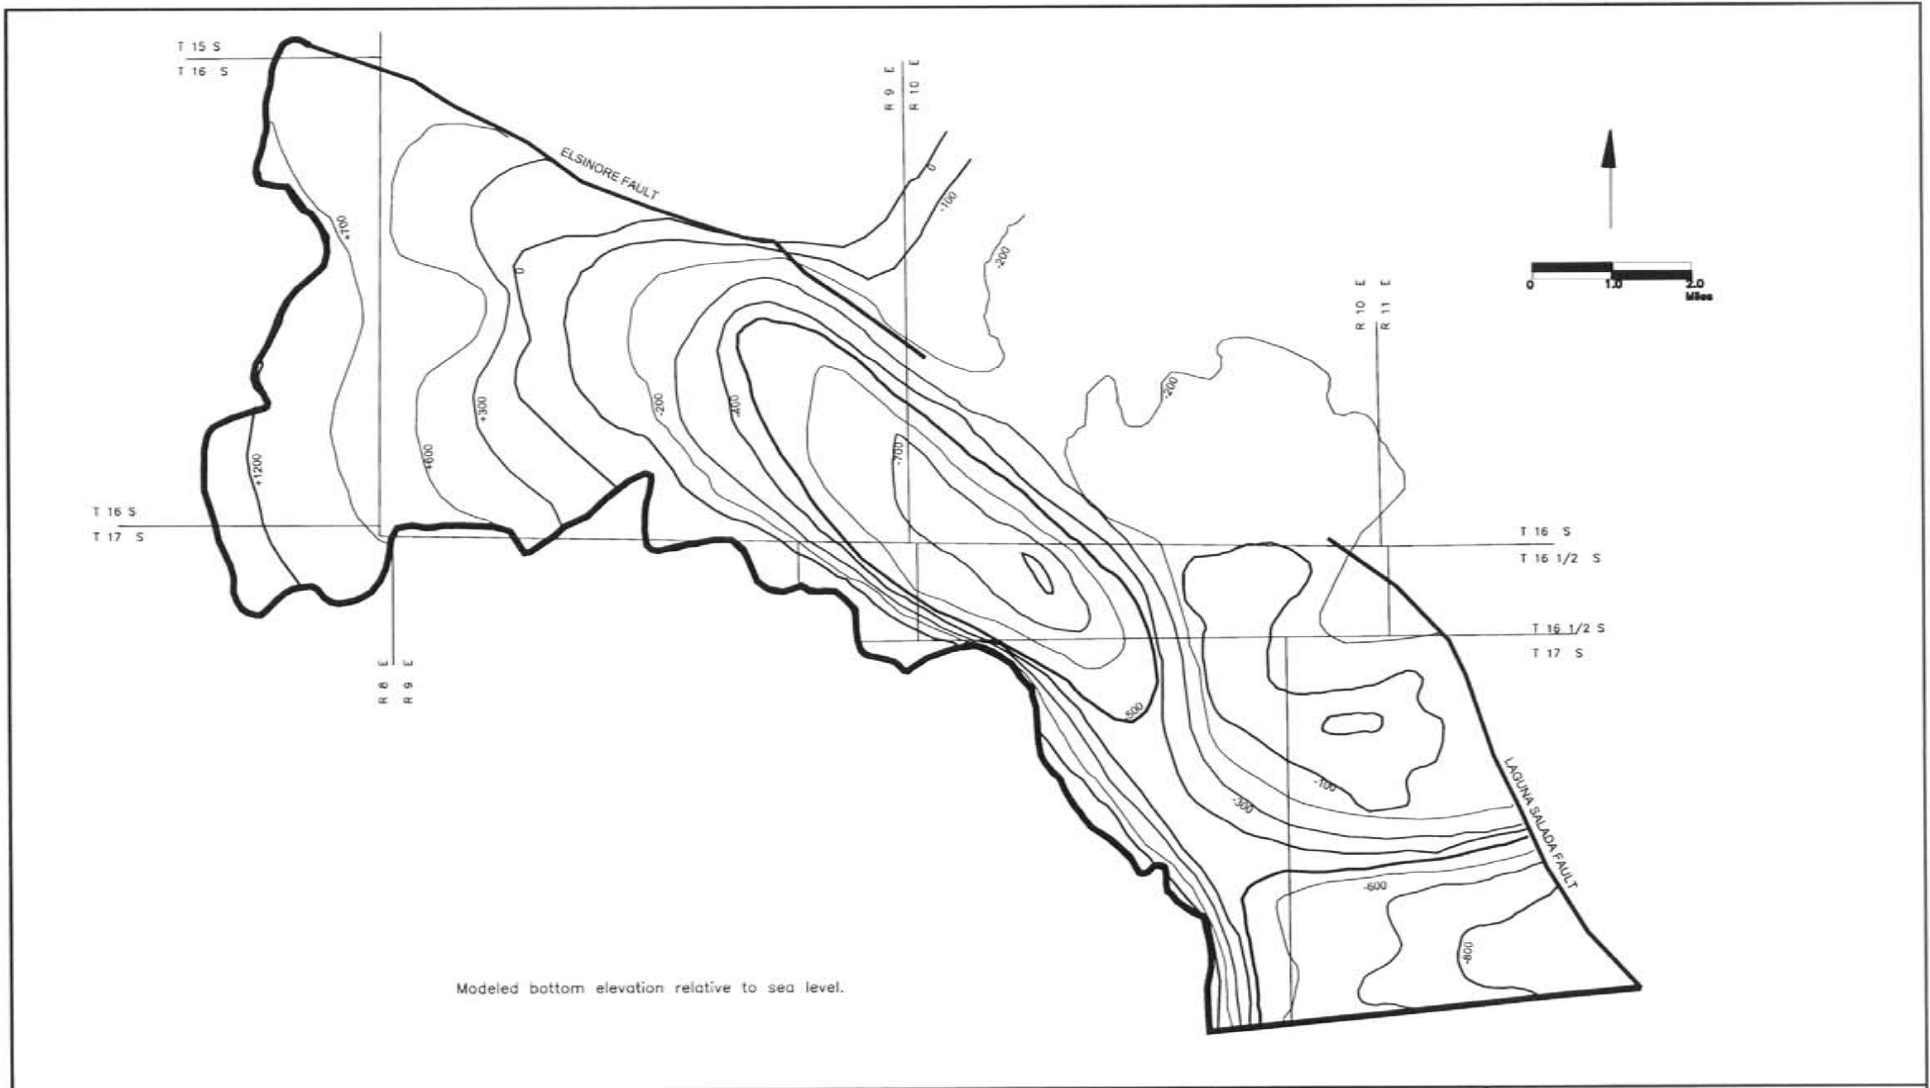 T 15 S
T 16 S
R 9 E
R 10 E
ELSINORE FAULT
0
-100
+700
-200
0
0
1.0
2.0
Miles
R 10 E
R 11 E
-200
+300
-200
-400
+600
-700
+1200
T 16 S
T 17 S
T 16 S
T 16 1/2 S
T 16 1/2 S
T 17 S
R 8 E
R 9 E
-500
-100
-300
LAGUNA SALADA FAULT
-600
-800
Modeled bottom elevation relative to sea level.